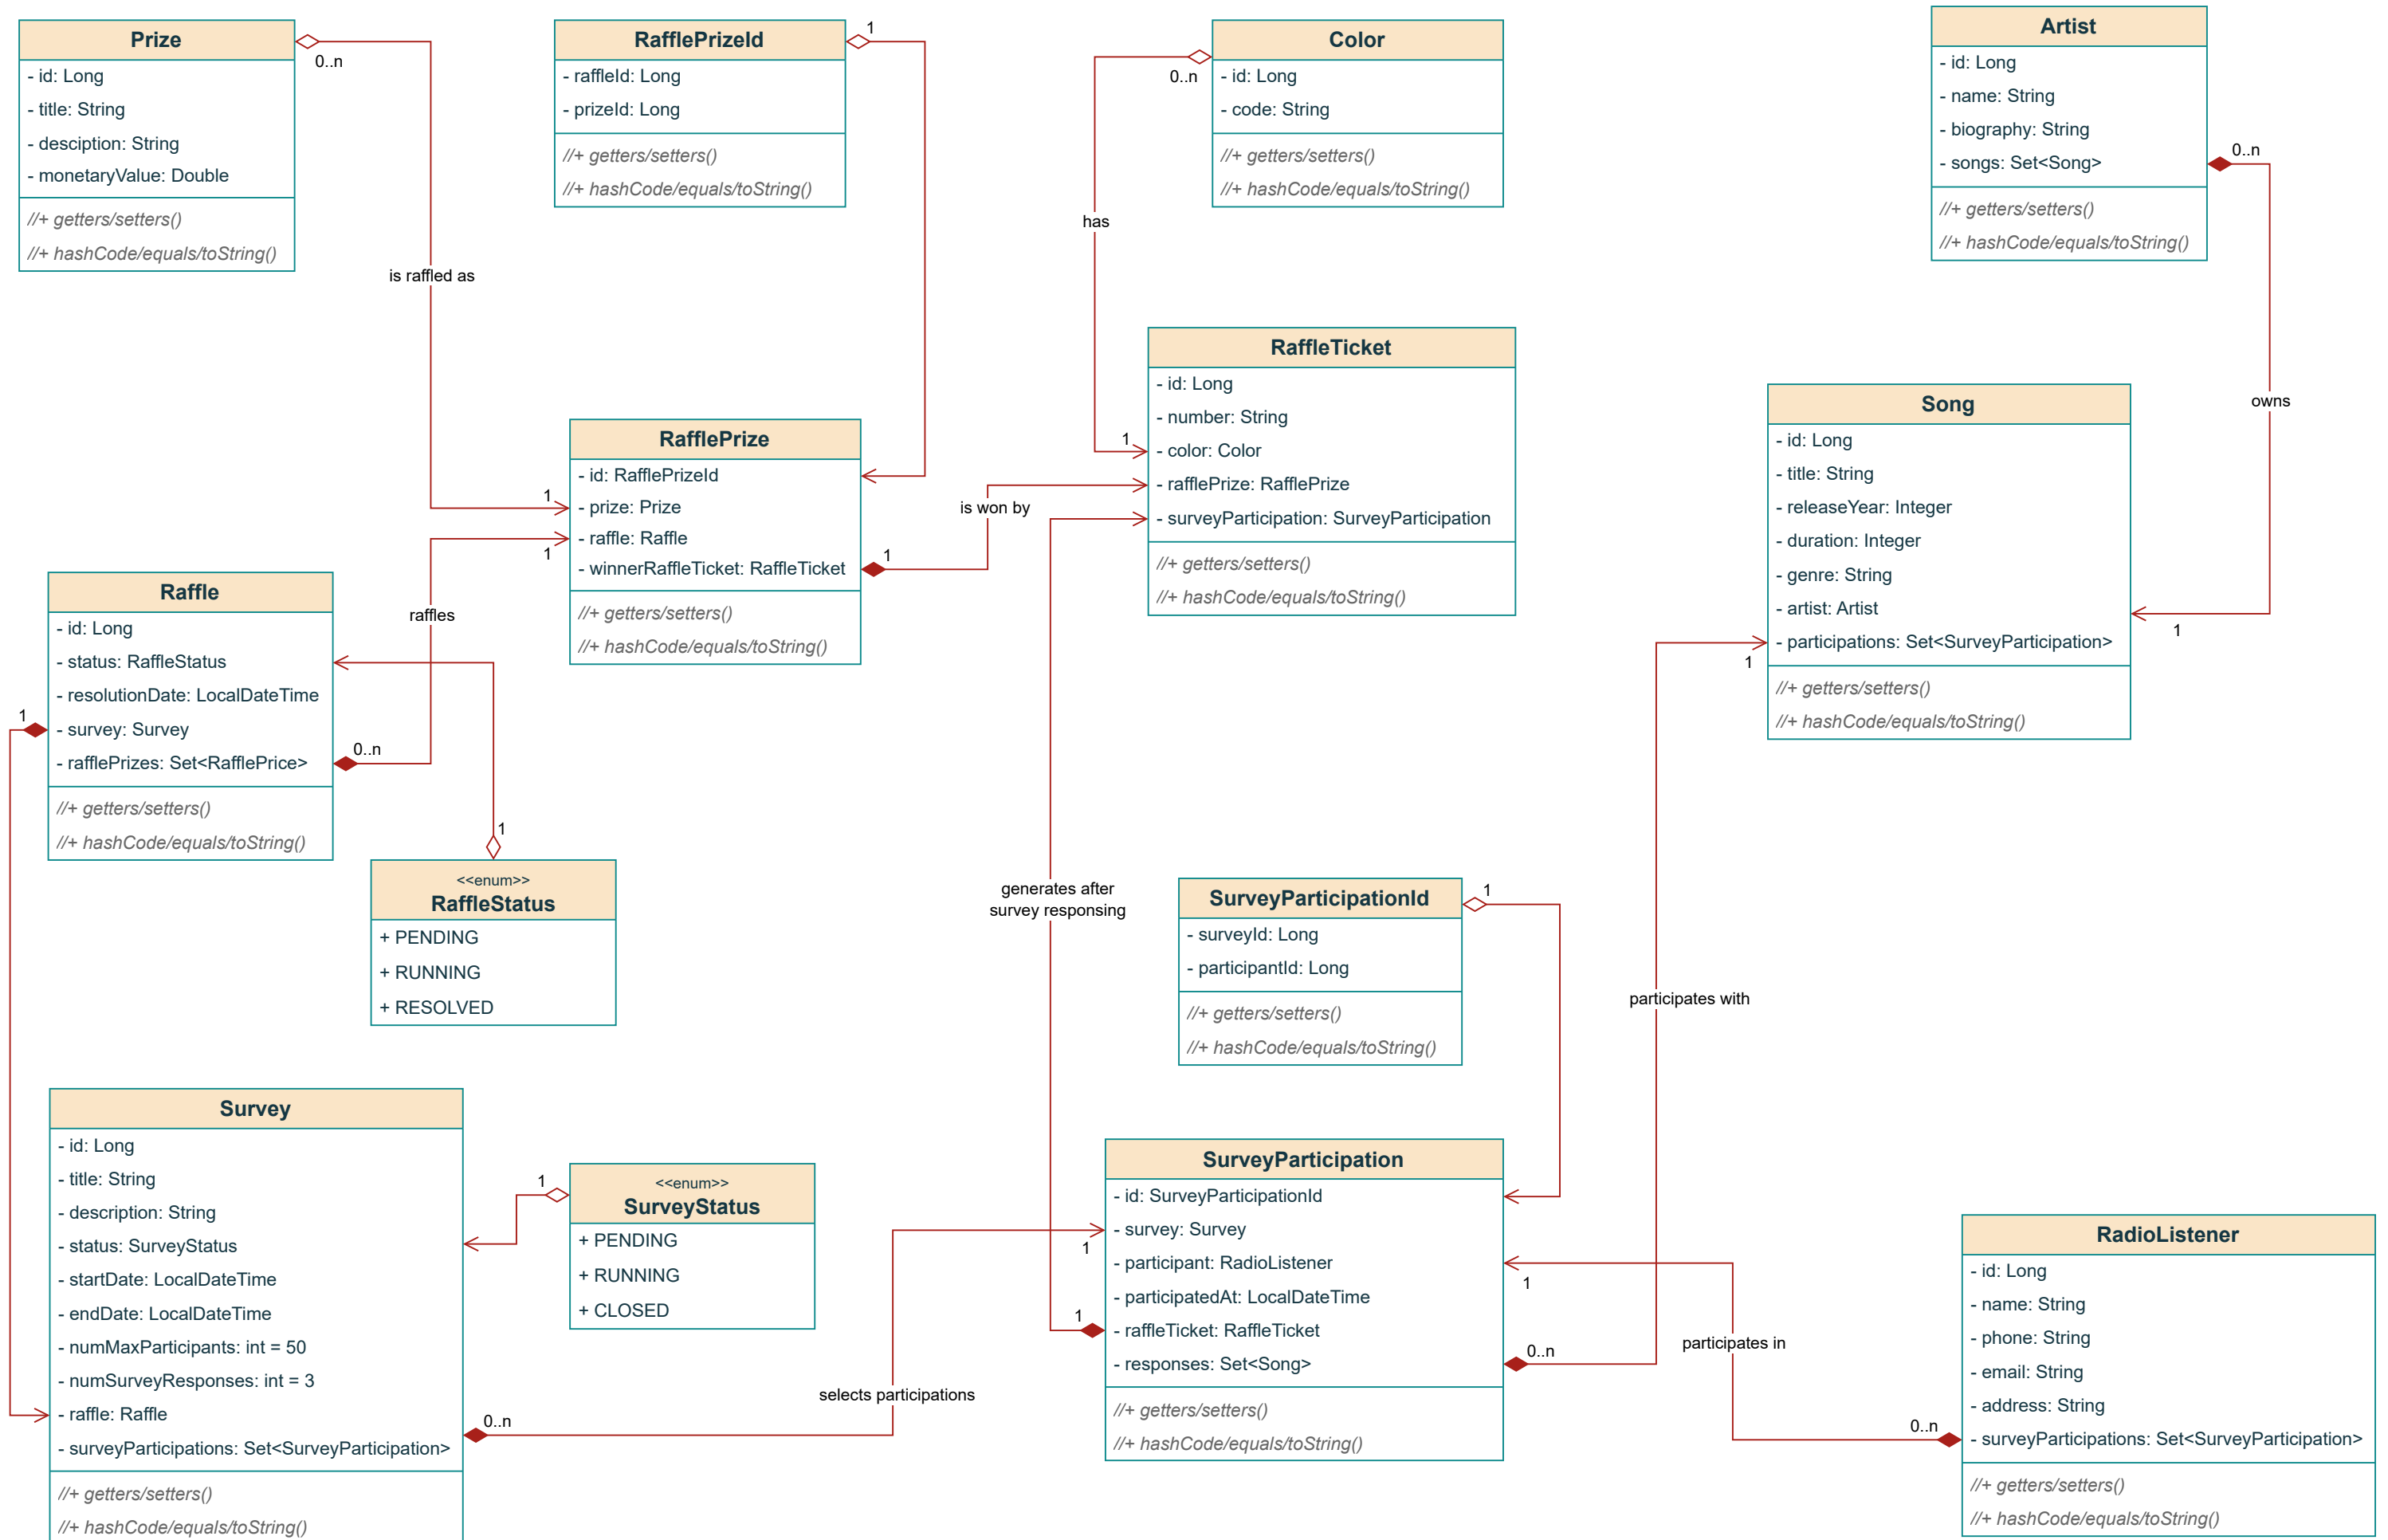 Prize
- id: Long
- title: String
- desciption: String
- monetaryValue: Double
//+ getters/setters()
//+ hashCode/equals/toString()
0..n
is raffled as
1
RafflePrizeId
- raffleId: Long
- prizeId: Long
//+ getters/setters()
//+ hashCode/equals/toString()
1
Color
- id: Long
- code: String
//+ getters/setters()
//+ hashCode/equals/toString()
0..n
has
1
Artist
- id: Long
- name: String
- biography: String
- songs: Set<Song>
//+ getters/setters()
//+ hashCode/equals/toString()
0..n
owns
1
RaffleTicket
- id: Long
- number: String
- color: Color
- rafflePrize: RafflePrize
- surveyParticipation: SurveyParticipation
//+ getters/setters()
//+ hashCode/equals/toString()
Song
- id: Long
- title: String
- releaseYear: Integer
- duration: Integer
- genre: String
- artist: Artist
- participations: Set<SurveyParticipation>
//+ getters/setters()
//+ hashCode/equals/toString()
1
RafflePrize
- id: RafflePrizeId
- prize: Prize
- raffle: Raffle
- winnerRaffleTicket: RaffleTicket
//+ getters/setters()
//+ hashCode/equals/toString()
1
is won by
1
raffles
0..n
Raffle
- id: Long
- status: RaffleStatus
- resolutionDate: LocalDateTime
- survey: Survey
- rafflePrizes: Set<RafflePrice>
//+ getters/setters()
//+ hashCode/equals/toString()
1
1
<<enum>>
RaffleStatus
+ PENDING
+ RUNNING
+ RESOLVED
generates after
survey responsing
SurveyParticipationId
- surveyId: Long
- participantId: Long
//+ getters/setters()
//+ hashCode/equals/toString()
1
participates with
Survey
- id: Long
- title: String
- description: String
- status: SurveyStatus
- startDate: LocalDateTime
- endDate: LocalDateTime
- numMaxParticipants: int = 50
- numSurveyResponses: int = 3
- raffle: Raffle
- surveyParticipations: Set<SurveyParticipation>
//+ getters/setters()
//+ hashCode/equals/toString()
1
<<enum>>
SurveyStatus
+ PENDING
+ RUNNING
+ CLOSED
0..n
selects participations
1
1
SurveyParticipation
- id: SurveyParticipationId
- survey: Survey
- participant: RadioListener
- participatedAt: LocalDateTime
- raffleTicket: RaffleTicket
- responses: Set<Song>
//+ getters/setters()
//+ hashCode/equals/toString()
1
0..n
participates in
0..n
RadioListener
- id: Long
- name: String
- phone: String
- email: String
- address: String
- surveyParticipations: Set<SurveyParticipation>
//+ getters/setters()
//+ hashCode/equals/toString()